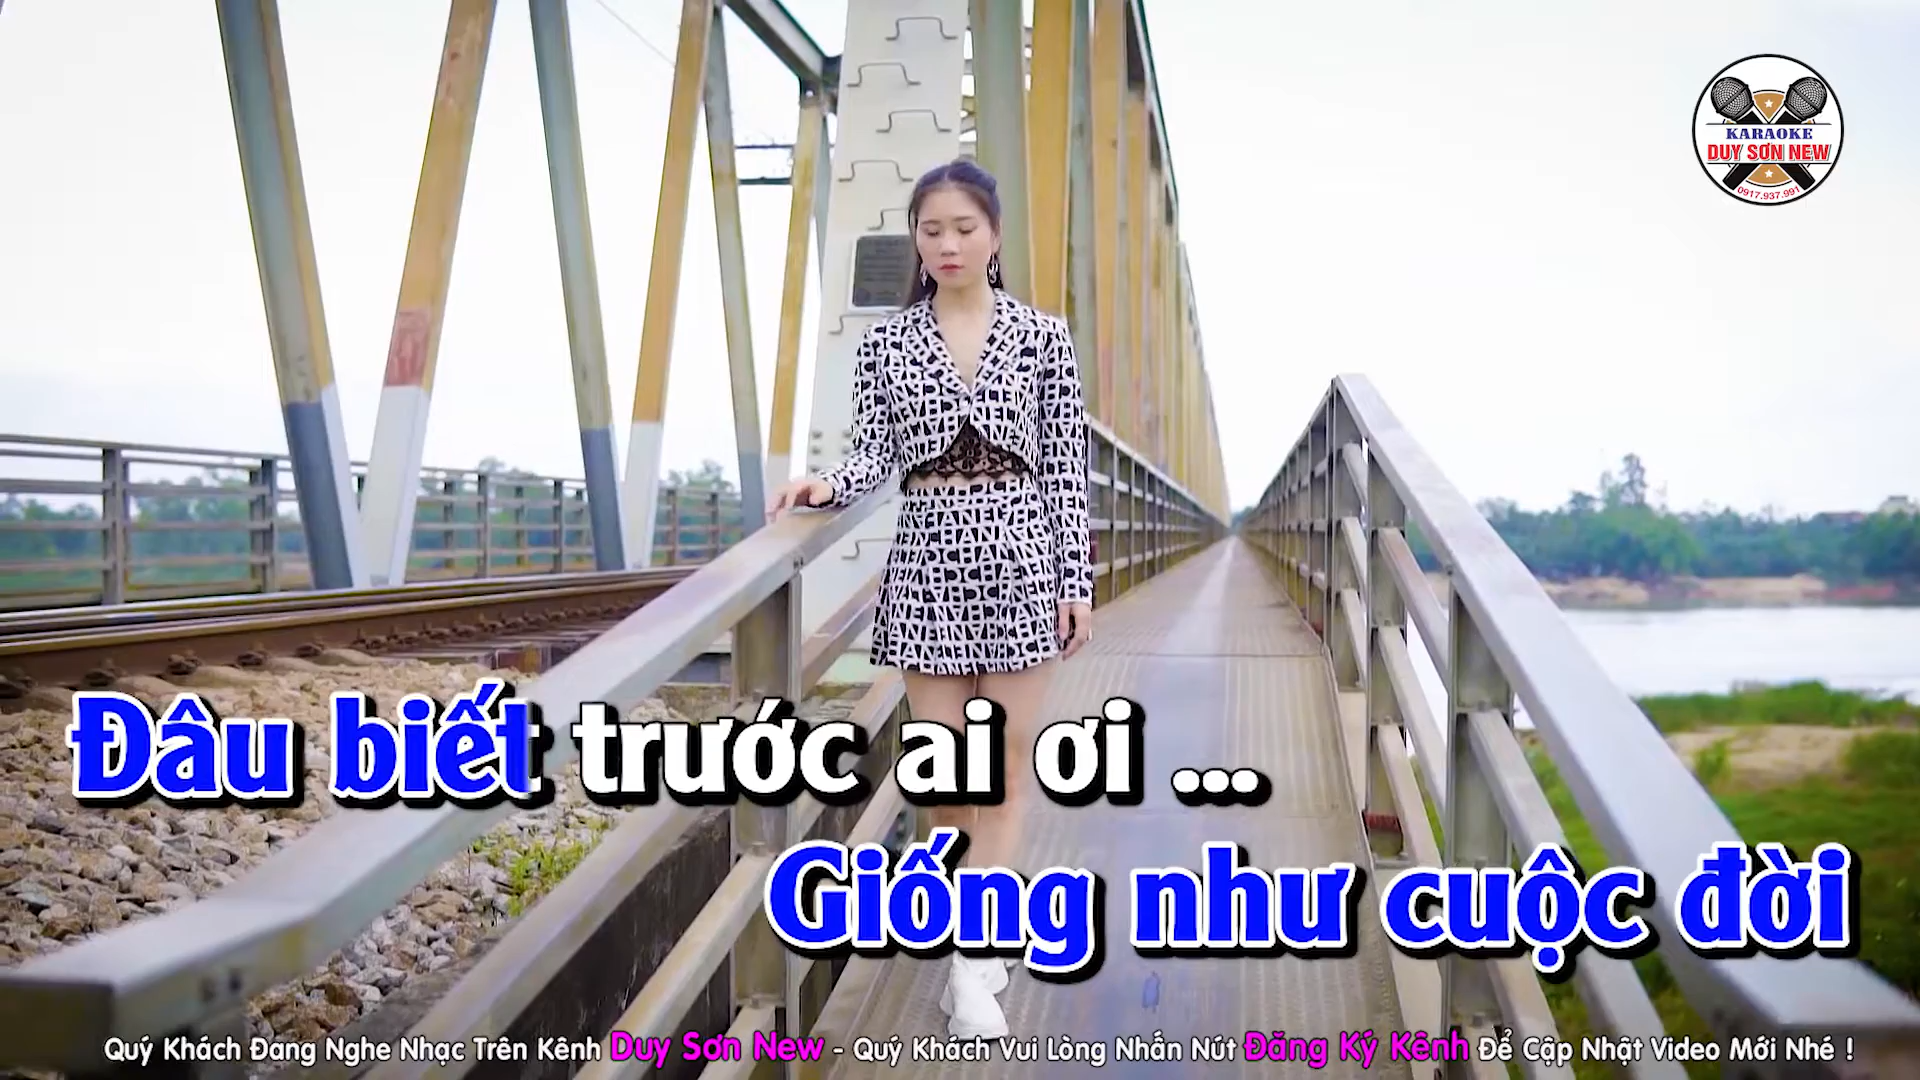 KARAOKE
DUY SƠN NEW
0917.937.991
Đâu biết trước ai ơi ...
Giống như cuộc đời
Quý Khách Đang Nghe Nhạc Trên Kênh Duy Sơn New - Quý Khách Vui Lòng Nhấn Nút Đăng Ký Kênh Để Cập Nhật Video Mới Nhé !